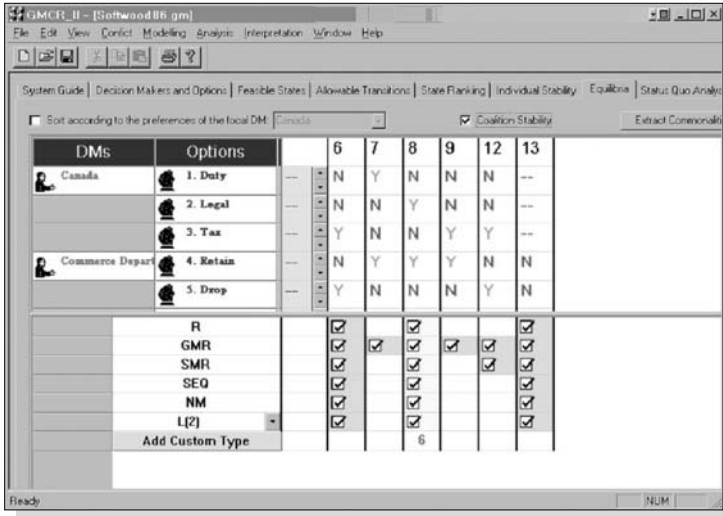 GMCR_II - [Softwood86.gm]
File Edit View Conflict Modelling Analysis Interpretation Window Help
System Guide Decision Makers and Options Feasible States Allowable Transitions State Ranking Individual Stability Equilibria Status Quo Analys
Sort according to the preferences of the focal DM: Canada Coalition Stability Extract Commonaliti
DMs Options 6 7 8 9 12 13
Canada 1. Duty -- N Y N N N --
2. Legal -- N N Y N N --
3. Tax -- Y N N Y Y --
Commerce Depart 4. Retain -- N Y Y Y N N
5. Drop -- Y N N N Y N
R
GMR
SMR
SEQ
NM
L(2)
Add Custom Type 6
Ready NUM